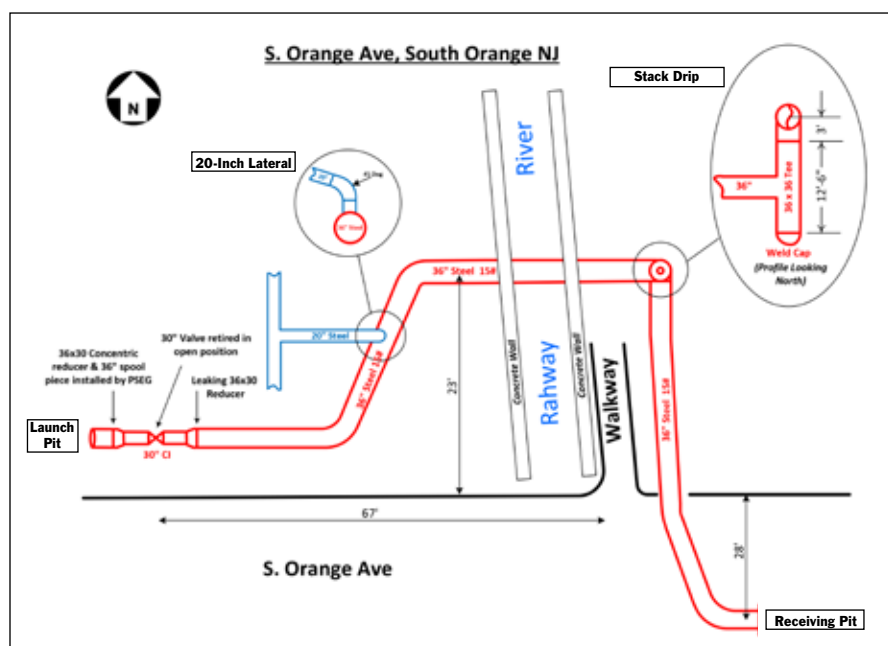 S. Orange Ave, South Orange NJ
N
Stack Drip
20-Inch Lateral
20"
45 Deg
36" Steel
River
Rahway
Concrete Wall
Concrete Wall
36"
36 x 36 Tee
3'
12'-6"
Weld Cap
(Profile Looking
North)
36" Steel 15#
20" Steel
36" Steel 15#
36x30 Concentric
reducer & 36" spool
piece installed by PSEG
30" Valve retired in
open position
Leaking 36x30
Reducer
Launch
Pit
30" CI
23'
Walkway
36" Steel 15#
67'
S. Orange Ave
28'
Receiving Pit